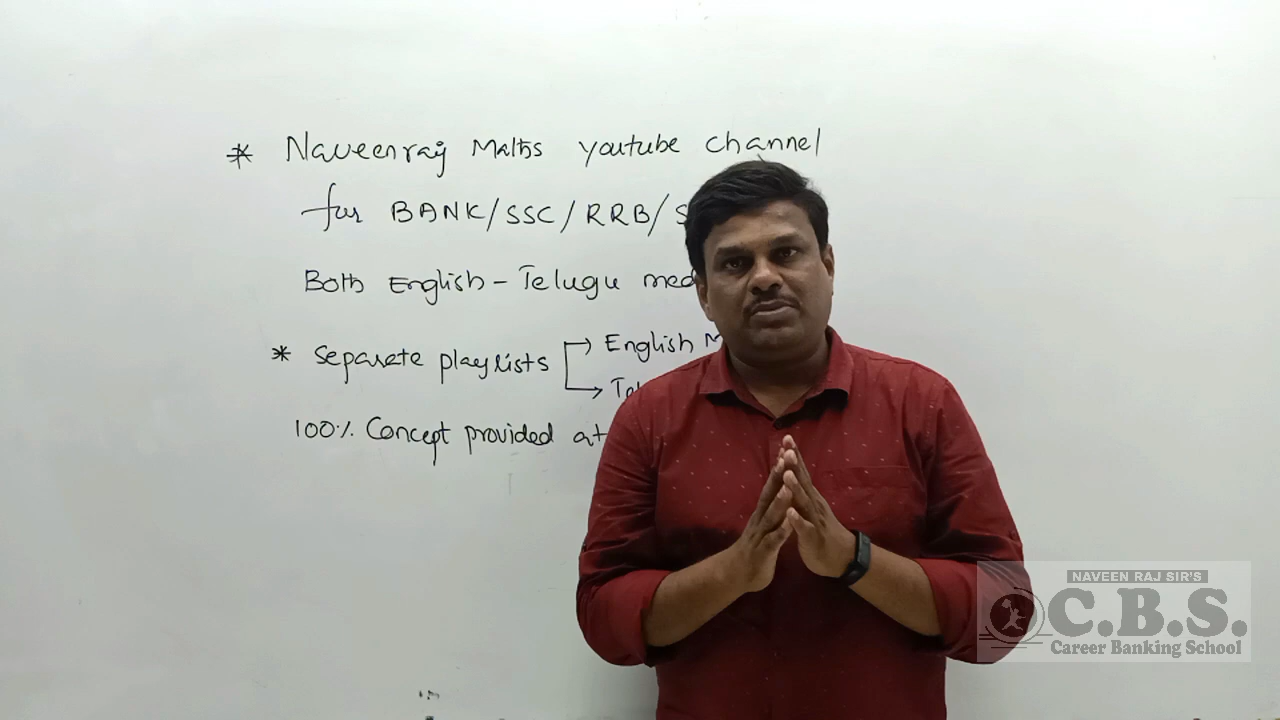 * Naveenraj Maths youtube channel
for BANK/SSC/RRB/S
Both English - Telugu med
* Separate playlists → English M
→ Tel
100% Concept provided at
NAVEEN RAJ SIR'S
C.B.S.
Career Banking School